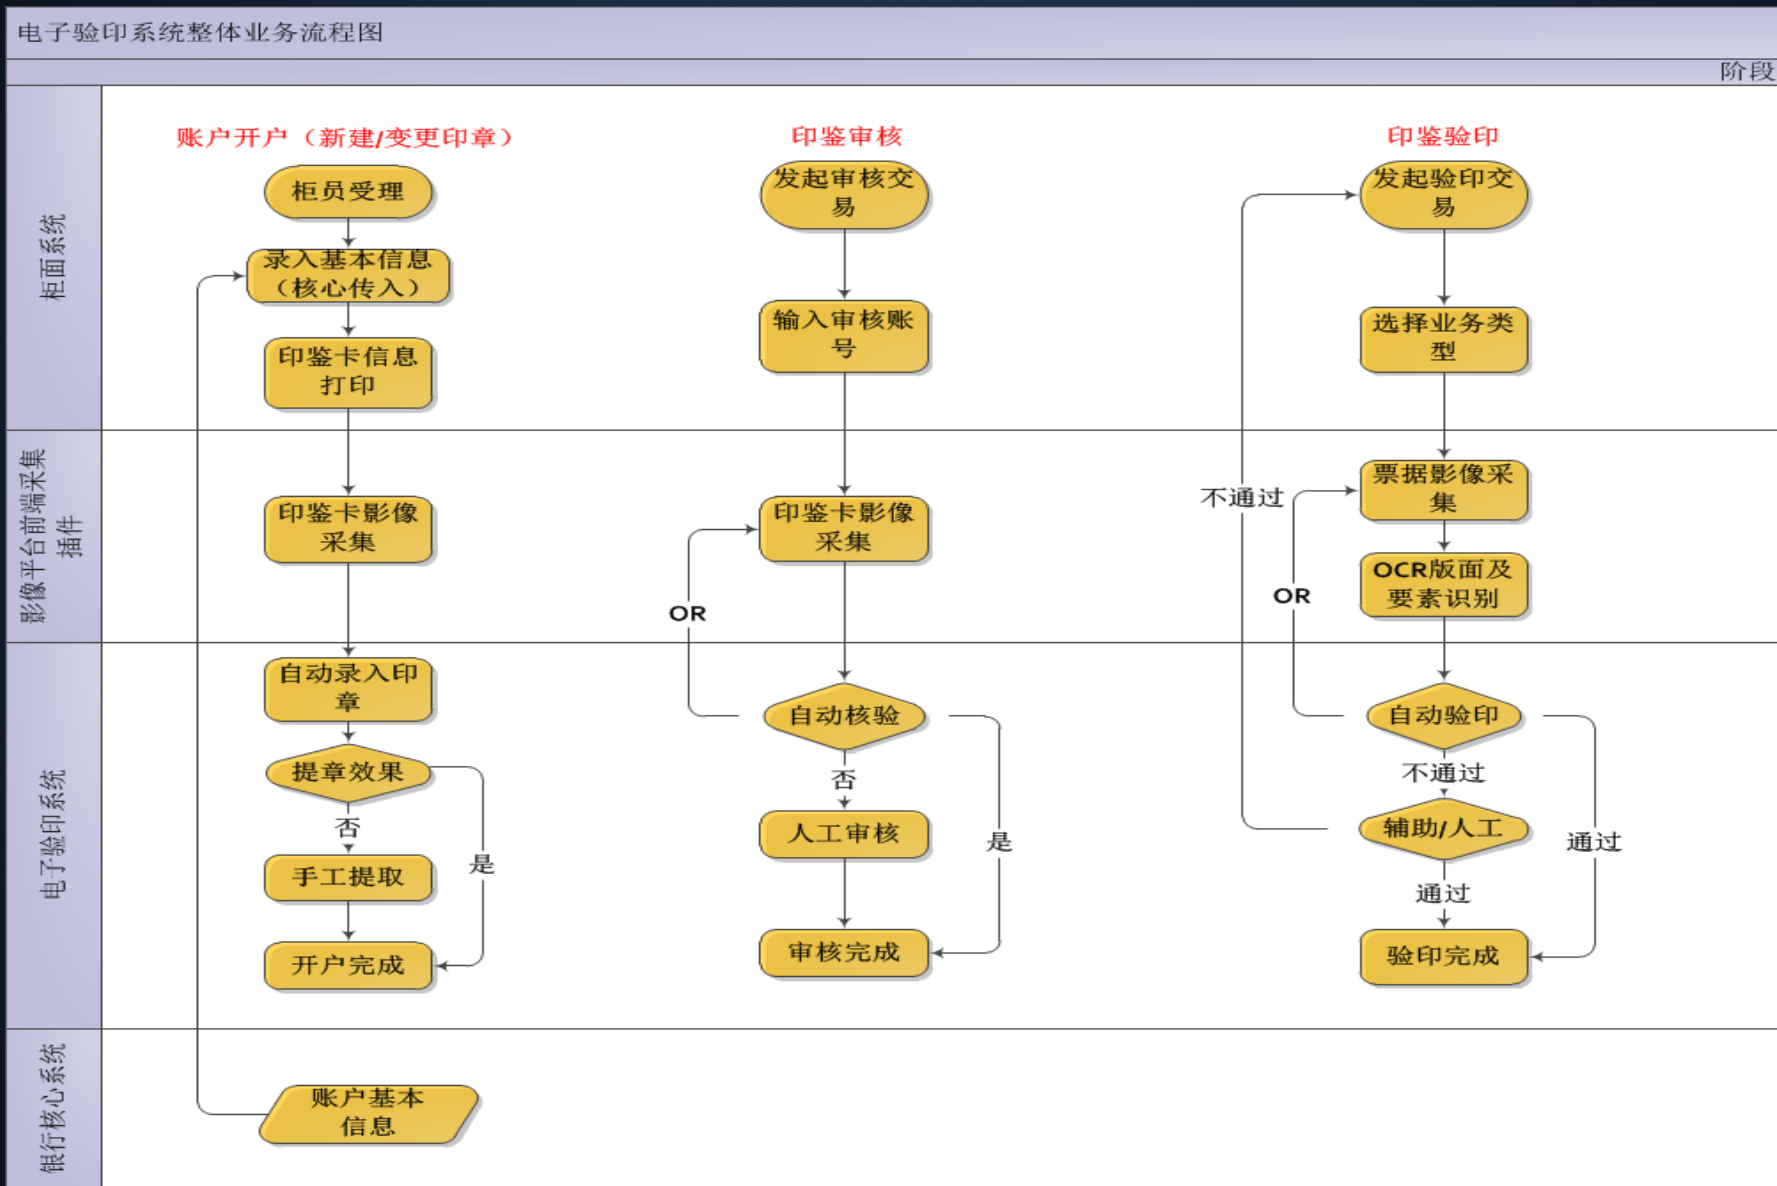 电子验印系统整体业务流程图
阶段
柜面系统
账户开户（新建/变更印章）
柜员受理
录入基本信息
（核心传入）
印鉴卡信息
打印
印鉴审核
发起审核交
易
输入审核账
号
印鉴验印
发起验印交
易
选择业务类
型
影像平台前端采集
插件
印鉴卡影像
采集
印鉴卡影像
采集
OR
不通过
票据影像采
集
OCR版面及
要素识别
OR
电子验印系统
自动录入印
章
提章效果
否
是
手工提取
开户完成
自动核验
否
是
人工审核
审核完成
自动验印
不通过
辅助/人工
通过
通过
验印完成
银行核心系统
账户基本
信息